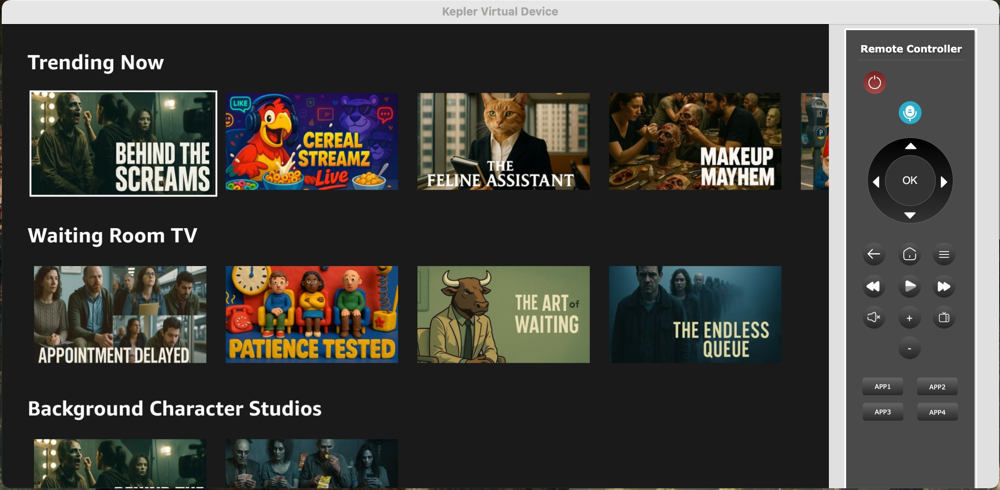 Kepler Virtual Device
Trending Now
BEHIND THE
SCREAMS
LIKE
CEREAL
STREAMZ
Live
THE
FELINE ASSISTANT
MAKEUP
MAYHEM
P
Waiting Room TV
K
APPOINTMENT DELAYED
PATIENCE TESTED
THE ART of
WAITING
THE ENDLESS
QUEUE
Background Character Studios
BEHIND THE
Remote Controller
OK
+
-
APP1
APP2
APP3
APP4